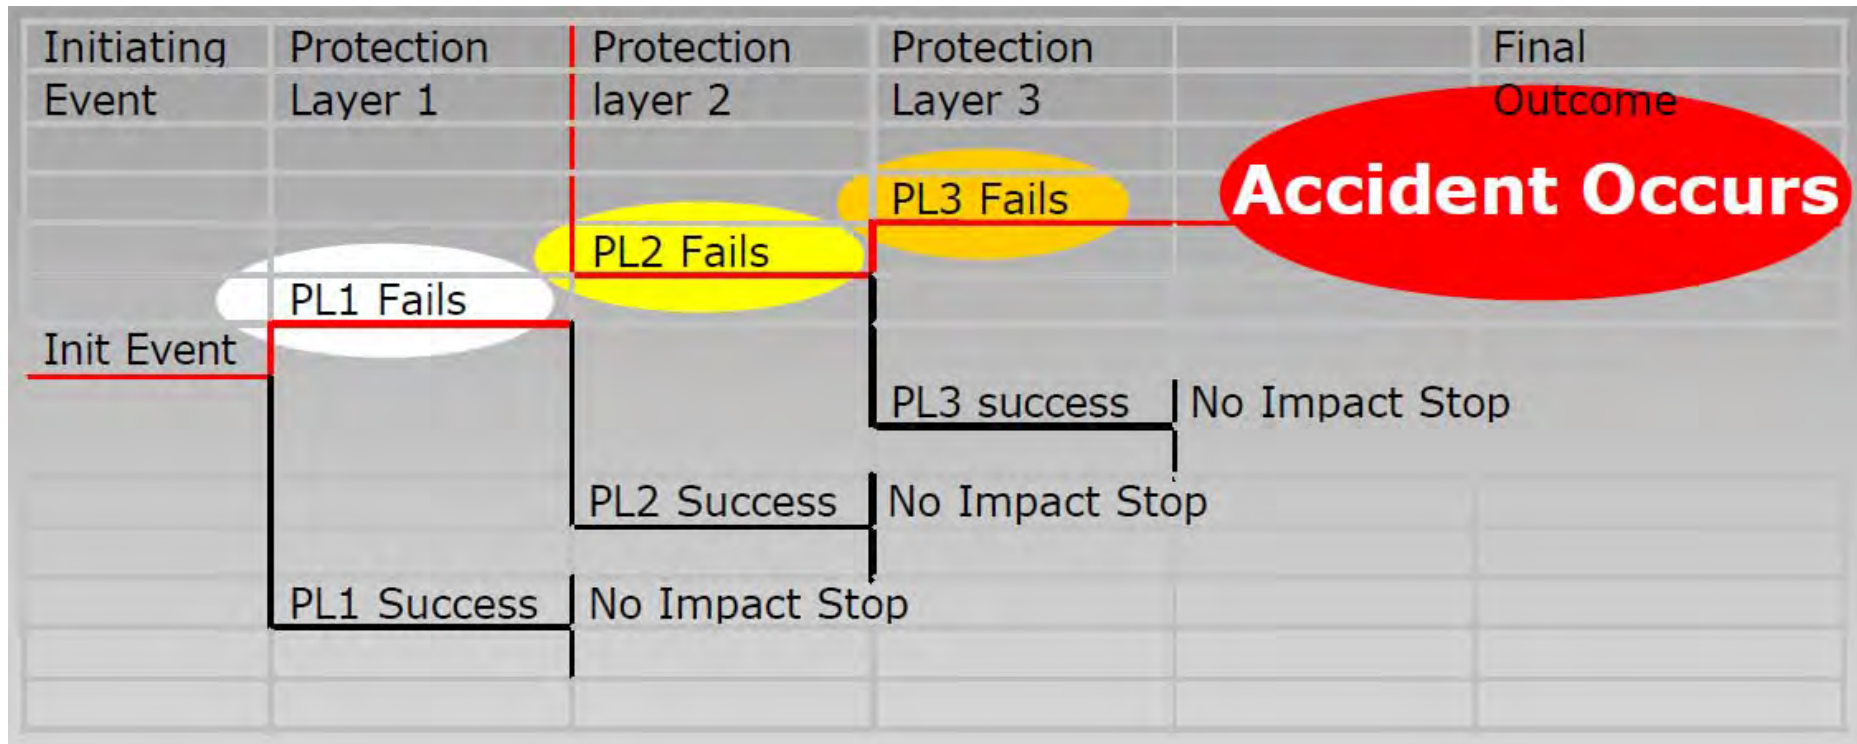 Initiating Protection Protection Protection Final
Event Layer 1 layer 2 Layer 3 Outcome
Accident Occurs
PL3 Fails
PL2 Fails
PL1 Fails
Init Event
PL3 success No Impact Stop
PL2 Success No Impact Stop
PL1 Success No Impact Stop